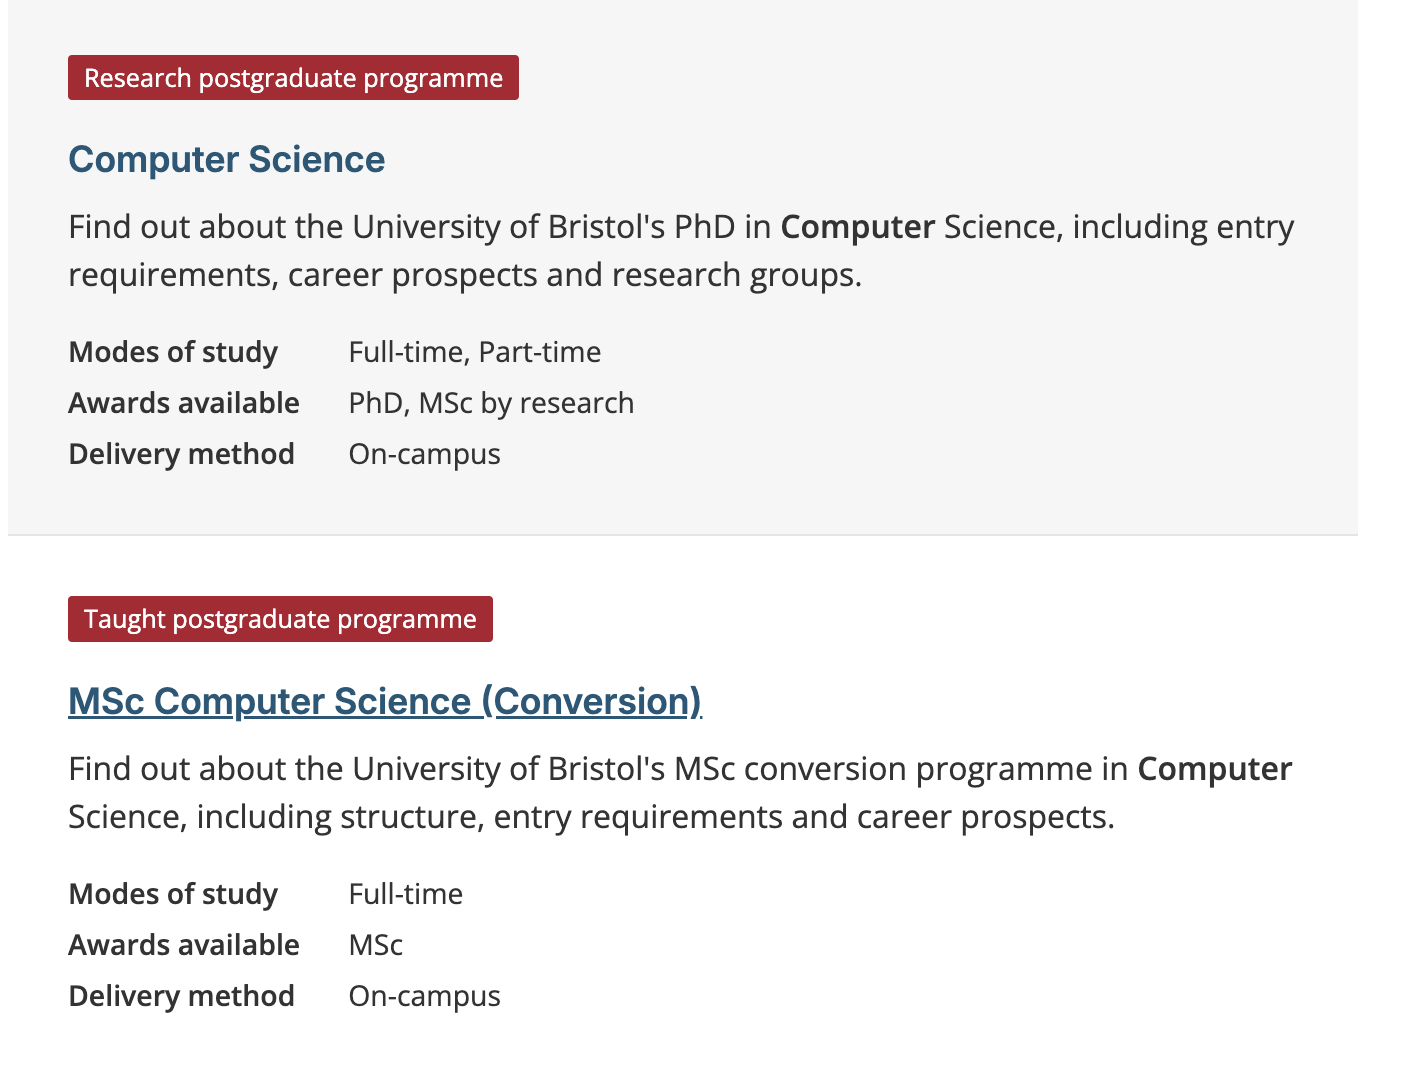 Research postgraduate programme
Computer Science
Find out about the University of Bristol's PhD in Computer Science, including entry
requirements, career prospects and research groups.
Modes of study Full-time, Part-time
Awards available PhD, MSc by research
Delivery method On-campus
Taught postgraduate programme
MSc Computer Science (Conversion)
Find out about the University of Bristol's MSc conversion programme in Computer
Science, including structure, entry requirements and career prospects.
Modes of study Full-time
Awards available MSc
Delivery method On-campus